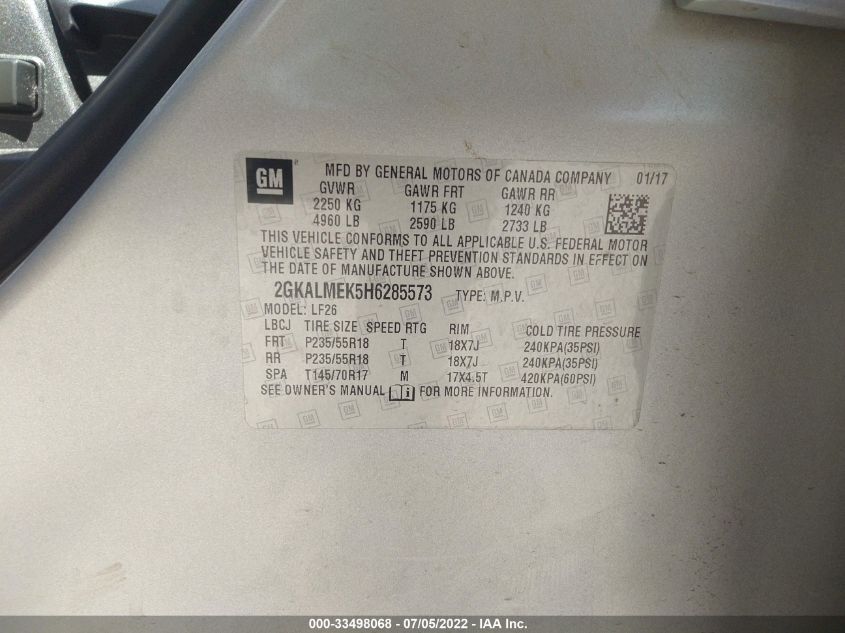 GM ® MFD BY GENERAL MOTORS OF CANADA COMPANY 01/17
GVWR GAWR FRT GAWR RR
2250 KG 1175 KG 1240 KG
4960 LB 2590 LB 2733 LB
THIS VEHICLE CONFORMS TO ALL APPLICABLE U.S. FEDERAL MOTOR
VEHICLE SAFETY AND THEFT PREVENTION STANDARDS IN EFFECT ON
THE DATE OF MANUFACTURE SHOWN ABOVE.
2GKALMEK5H6285573 TYPE: M.P.V.
MODEL: LF26
LBCJ TIRE SIZE SPEED RTG RIM COLD TIRE PRESSURE
FRT P235/55R18 T 18X7J 240KPA(35PSI)
RR P235/55R18 T 18X7J 240KPA(35PSI)
SPA T145/70R17 M 17X4.5T 420KPA(60PSI)
SEE OWNER'S MANUAL i FOR MORE INFORMATION.
000-33498068 - 07/05/2022 - IAA Inc.